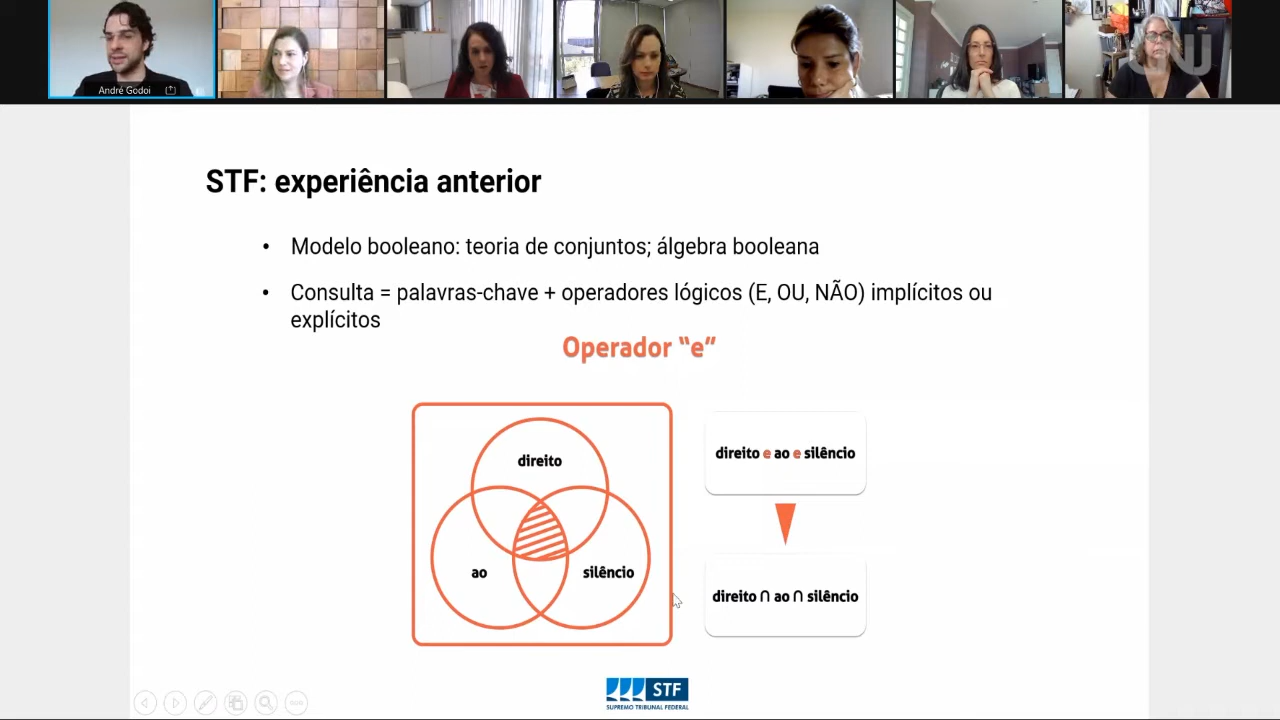 André Godoi
STF: experiência anterior
• Modelo booleano: teoria de conjuntos; álgebra booleana
• Consulta = palavras-chave + operadores lógicos (E, OU, NÃO) implícitos ou
explícitos
Operador “e”
direito
ao
silêncio
direito e ao e silêncio
direito ∩ ao ∩ silêncio
STF
SUPREMO TRIBUNAL FEDERAL